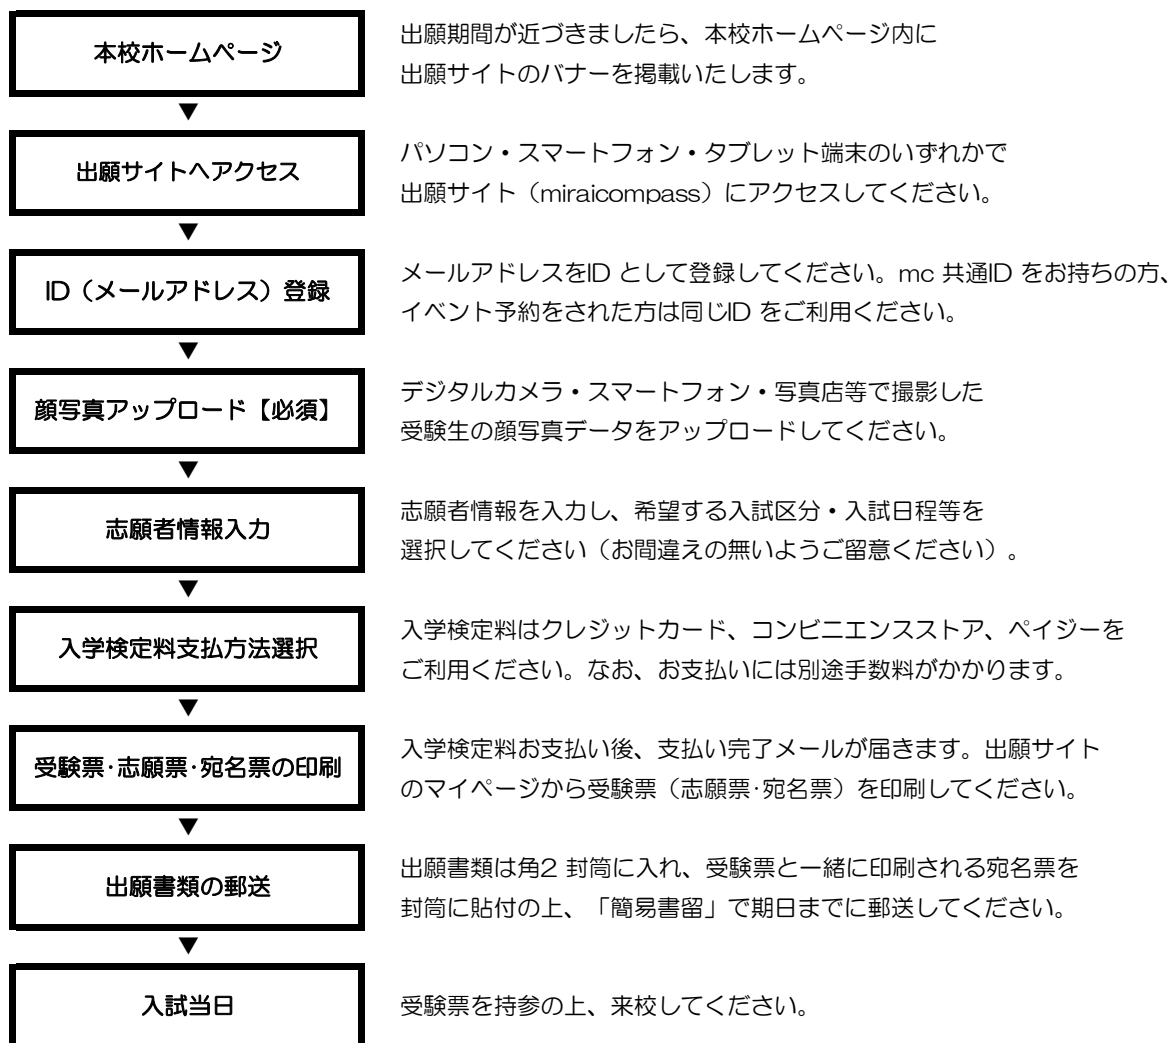 本校ホームページ
出願期間が近づきましたら、本校ホームページ内に
出願サイトのバナーを掲載いたします。
▼
出願サイトへアクセス
パソコン・スマートフォン・タブレット端末のいずれかで
出願サイト（miraicompass）にアクセスしてください。
▼
ID（メールアドレス）登録
メールアドレスをID として登録してください。mc 共通ID をお持ちの方、
イベント予約をされた方は同じID をご利用ください。
▼
顔写真アップロード【必須】
デジタルカメラ・スマートフォン・写真店等で撮影した
受験生の顔写真データをアップロードしてください。
▼
志願者情報入力
志願者情報を入力し、希望する入試区分・入試日程等を
選択してください（お間違えの無いようご留意ください）。
▼
入学検定料支払方法選択
入学検定料はクレジットカード、コンビニエンスストア、ペイジーを
ご利用ください。なお、お支払いには別途手数料がかかります。
▼
受験票･志願票･宛名票の印刷
入学検定料お支払い後、支払い完了メールが届きます。出願サイト
のマイページから受験票（志願票･宛名票）を印刷してください。
▼
出願書類の郵送
出願書類は角2 封筒に入れ、受験票と一緒に印刷される宛名票を
封筒に貼付の上、「簡易書留」で期日までに郵送してください。
▼
入試当日
受験票を持参の上、来校してください。